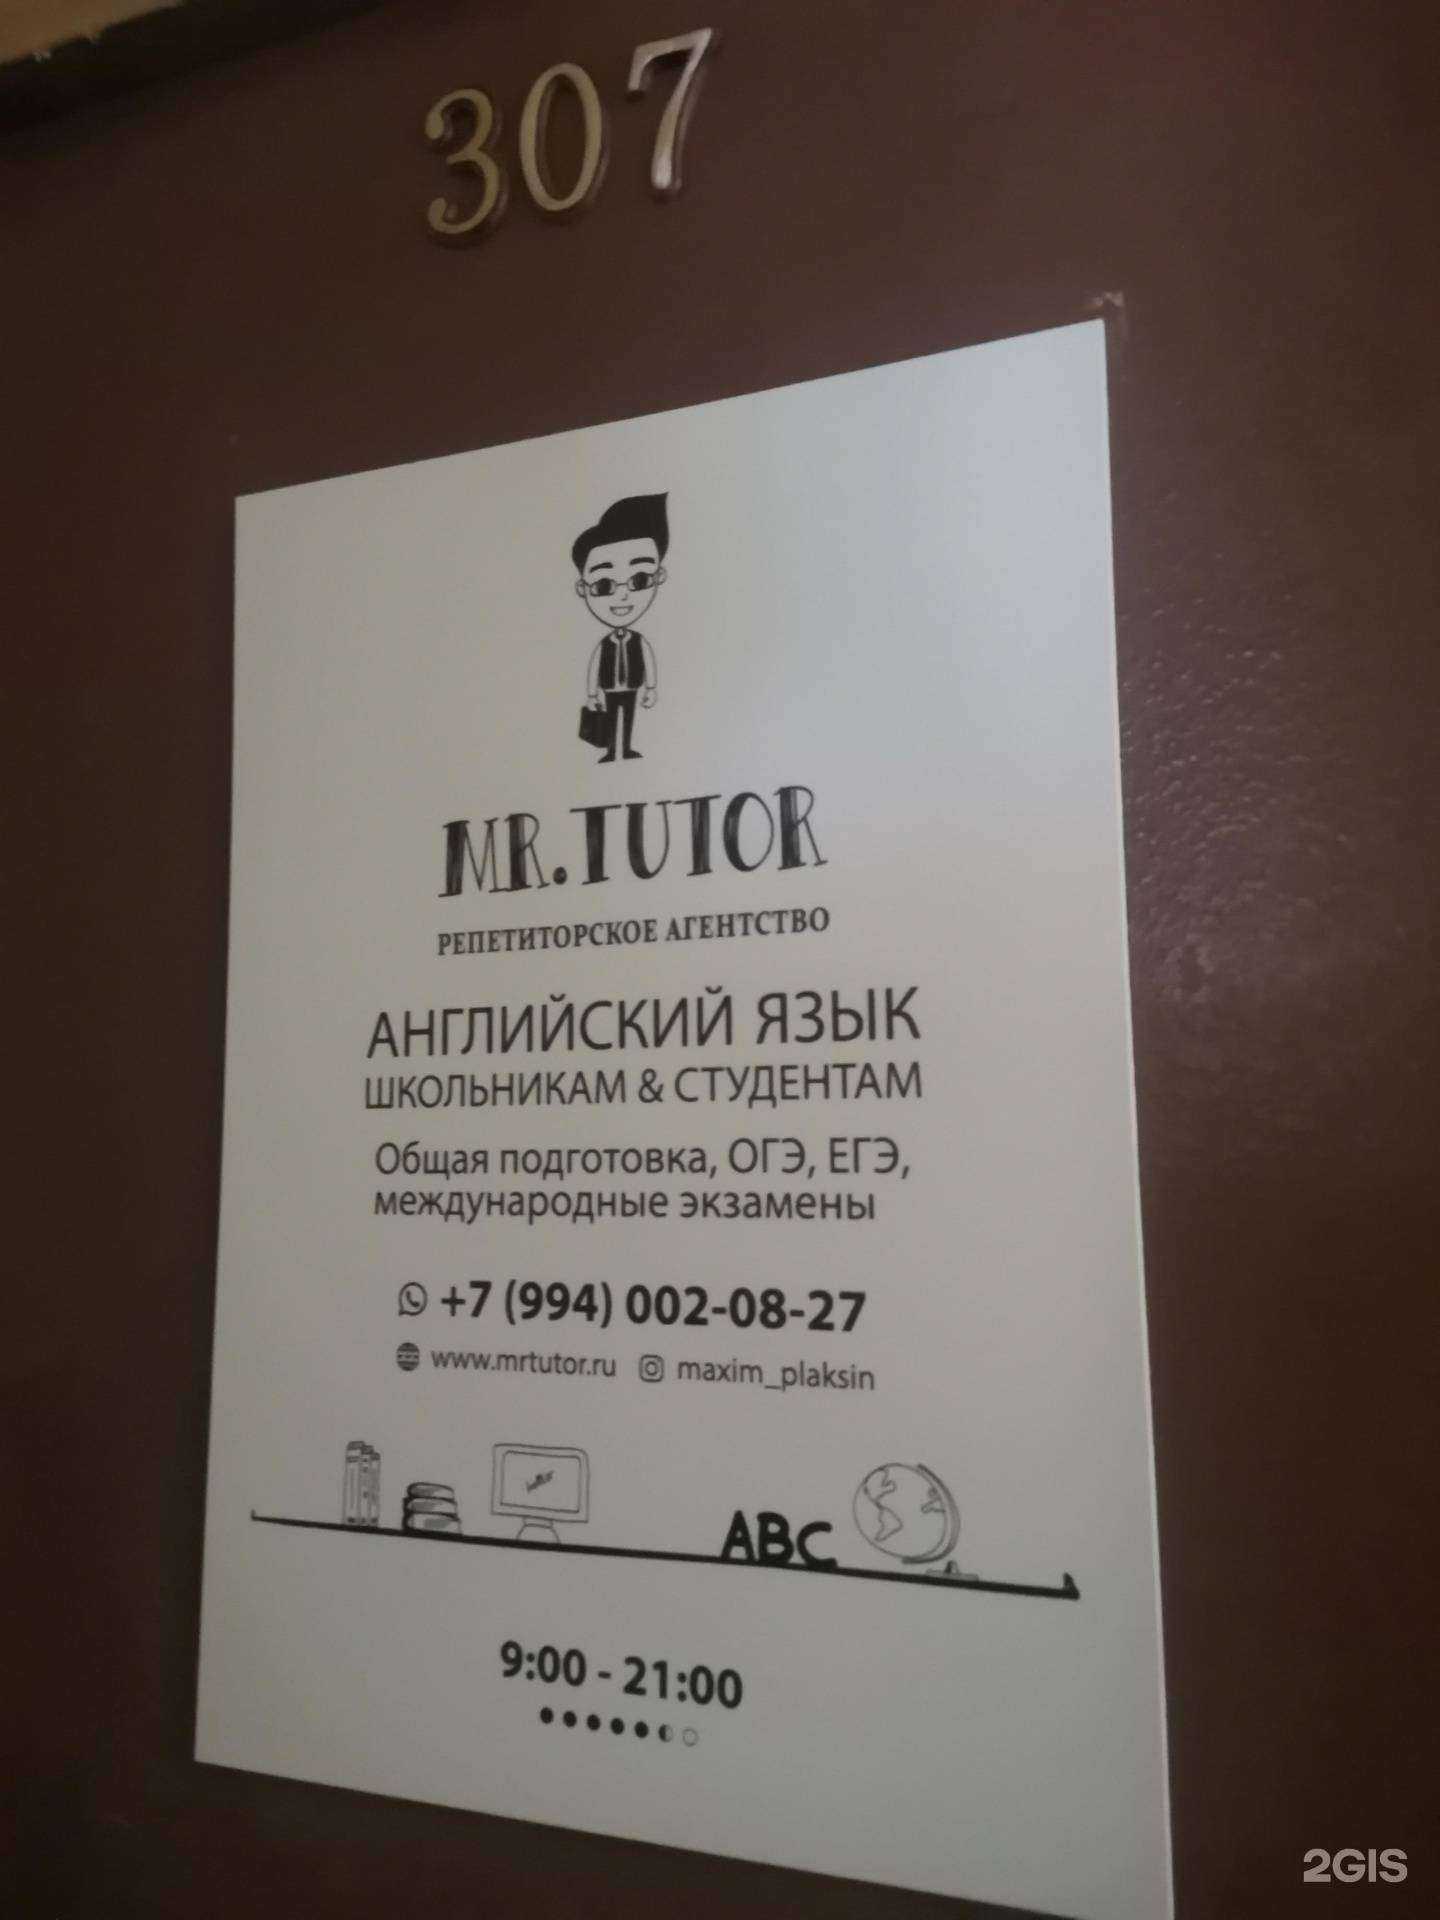 307
MR.TUTOR
РЕПЕТИТОРСКОЕ АГЕНТСТВО
АНГЛИЙСКИЙ ЯЗЫК
ШКОЛЬНИКАМ & СТУДЕНТАМ
Общая подготовка, ОГЭ, ЕГЭ,
международные экзамены
+7 (994) 002-08-27
www.mrtutor.ru maxim_plaksin
ABC
9:00 - 21:00
2GIS